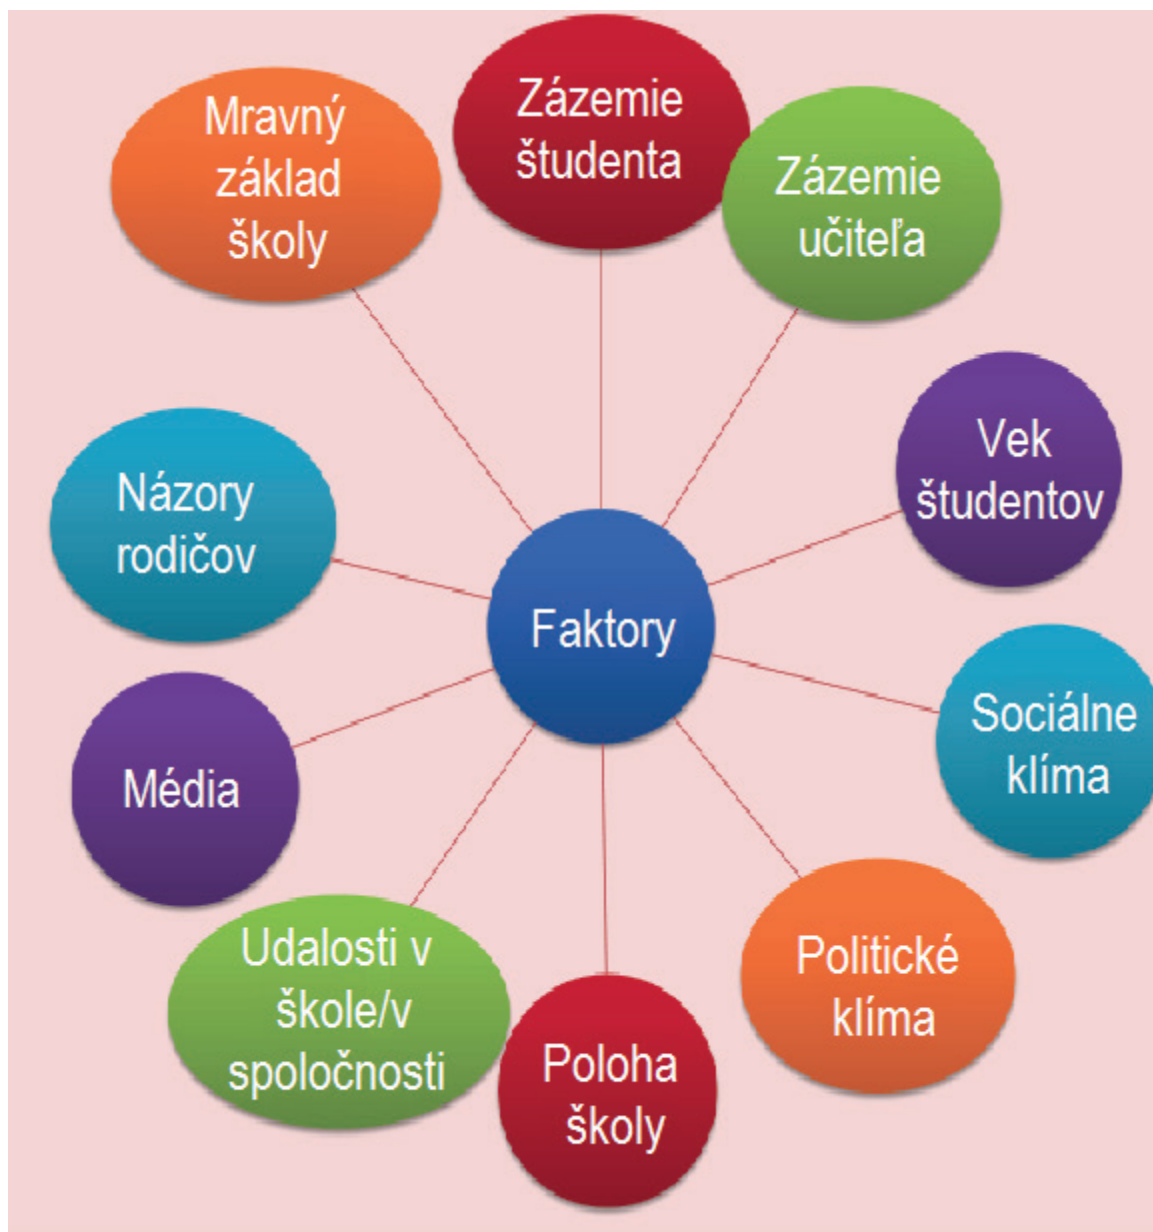 Mravný
základ
školy
Zázemie
študenta
Zázemie
učiteľa
Vek
študentov
Názory
rodičov
Faktory
Sociálne
klíma
Média
Politické
klíma
Udalosti v
škole/v
spoločnosti
Poloha
školy